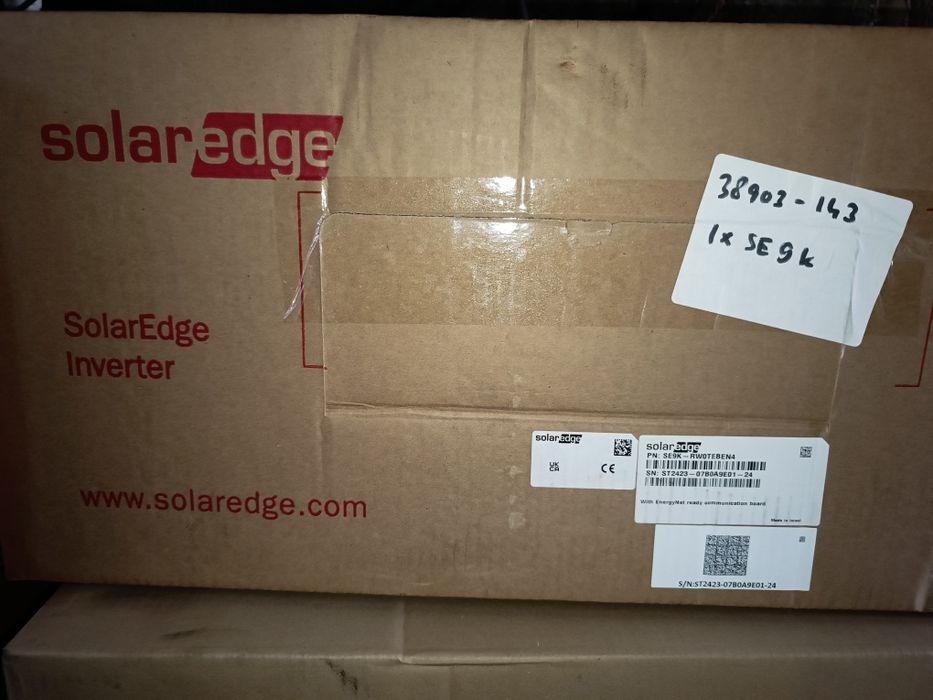 solaredge
38903-143
1x SE9k
SolarEdge
Inverter
www.solaredge.com
solaredge
UK
CA
CE
solaredge
PN: SE9K-RW0TEBEN4
SN: ST2423-07B0A9E01-24
With EnergyNet ready communication board
Made in Israel
S/N:ST2423-07B0A9E01-24